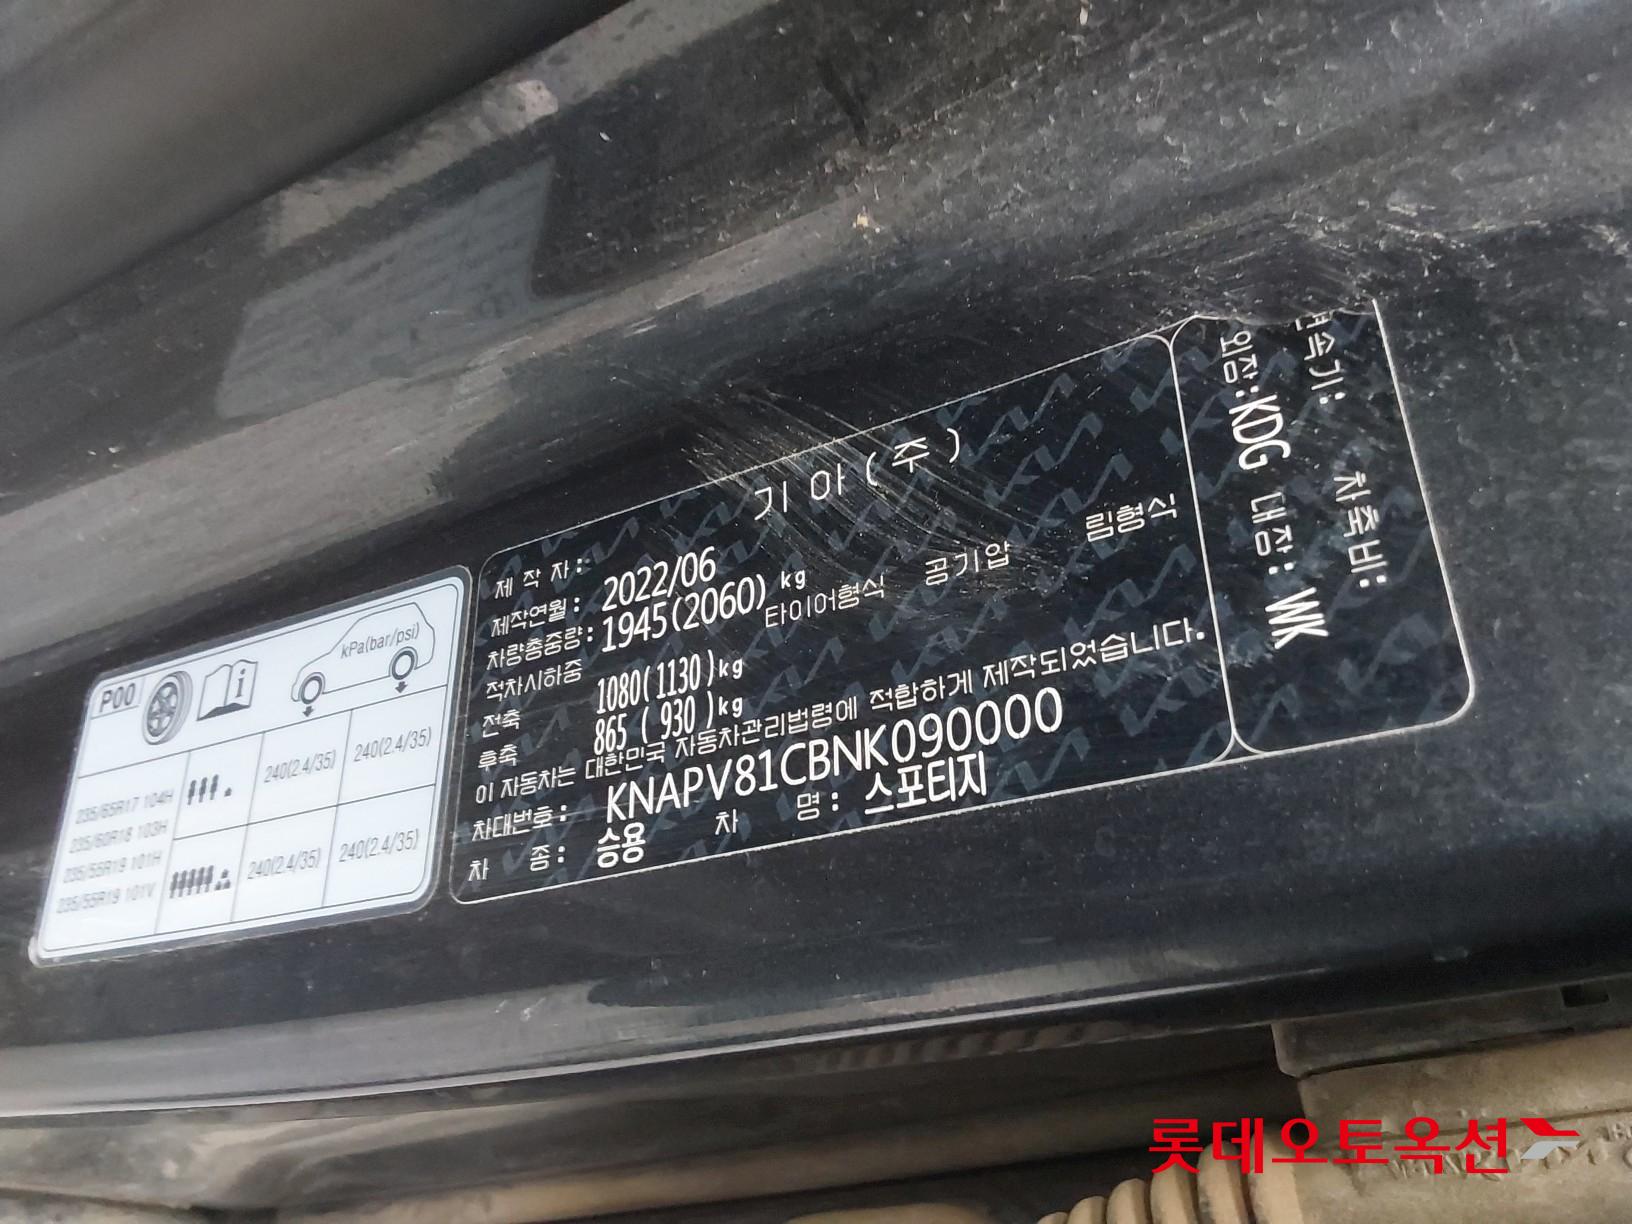 P00
kPa(bar/psi)
235/65R17 104H
235/60R18 103H
235/55R19 101H
235/55R19 101V
240(2.4/35) 240(2.4/35)
240(2.4/35) 240(2.4/35)
제작자: 기아(주)
제작연월: 2022/06
차량총중량: 1945(2060) kg
적차시하중 타이어형식 공기압 림형식
전축 1080(1130)kg
후축 865 ( 930 )kg
이 자동차는 대한민국 자동차관리법령에 적합하게 제작되었습니다.
차대번호: KNAPV81CBNK090000
차 종: 승용 차 명: 스포티지
변속기: 차축비:
외장:KDG 내장: WK
롯데오토옥션